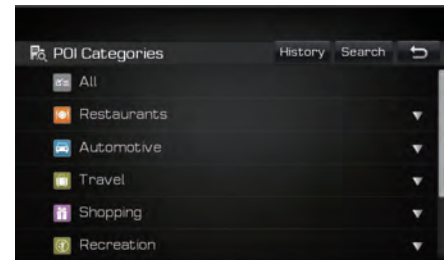 POI Categories History Search
All
Restaurants
Automotive
Travel
Shopping
Recreation